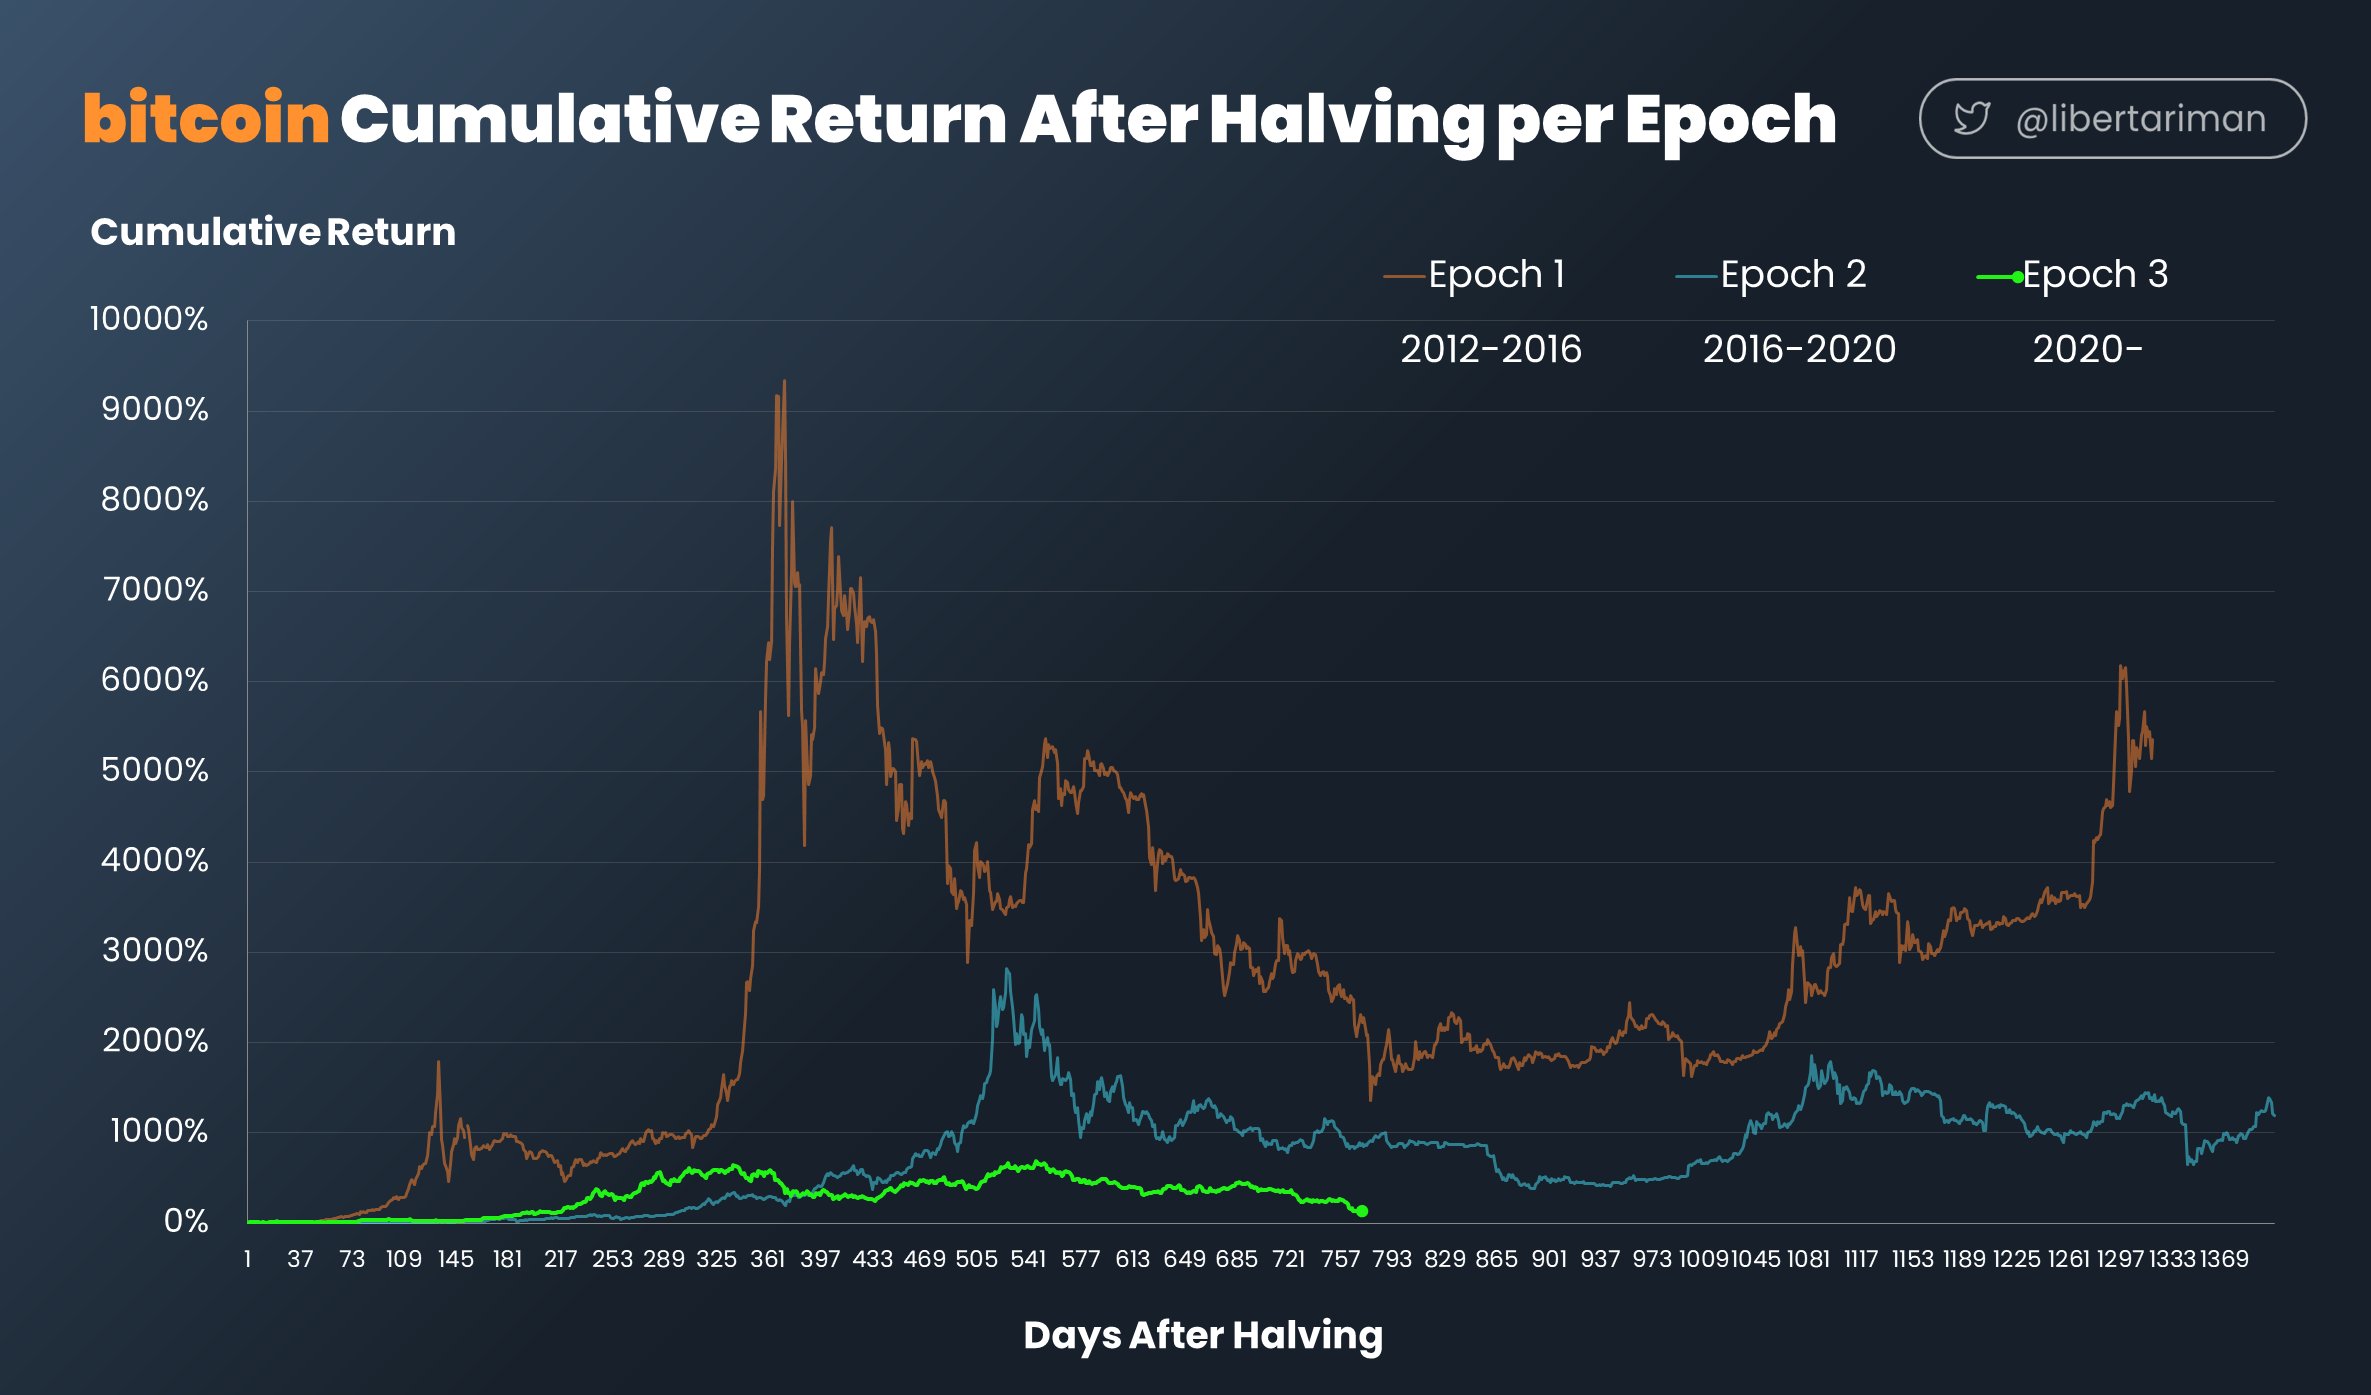 bitcoin Cumulative Return After Halving per Epoch
@libertariman
Cumulative Return
Epoch 1 Epoch 2 Epoch 3
2012-2016 2016-2020 2020-
10000%
9000%
8000%
7000%
6000%
5000%
4000%
3000%
2000%
1000%
0%
1 37 73 109 145 181 217 253 289 325 361 397 433 469 505 541 577 613 649 685 721 757 793 829 865 901 937 973 1009 1045 1081 1117 1153 1189 1225 1261 1297 1333 1369
Days After Halving